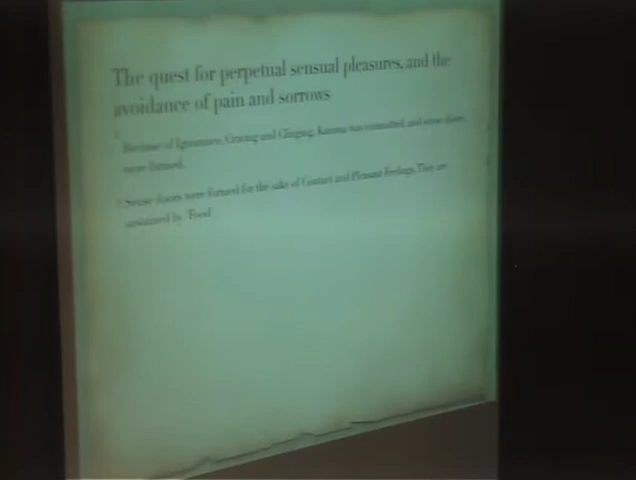 The quest for perpetual sensual pleasures, and the
avoidance of pain and sorrows
Because of Ignorance, Craving and Clinging, Kamma was committed, and sense doors
were formed.
Sense doors were formed for the sake of Contact and Pleasant Feelings. They are
sustained by 'Food'